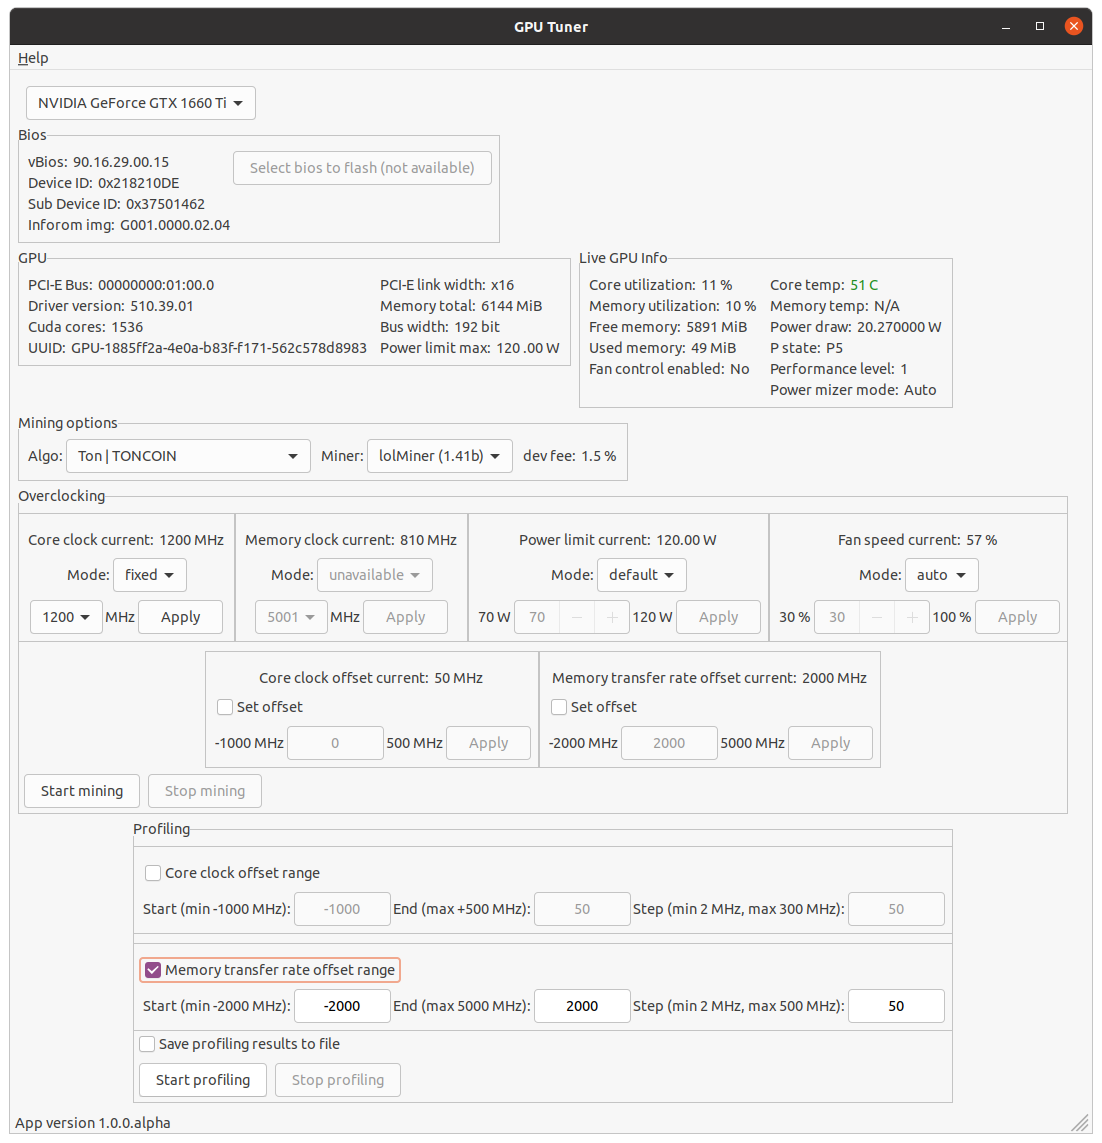 GPU Tuner
Help
NVIDIA GeForce GTX 1660 Ti
Bios
vBios: 90.16.29.00.15
Select bios to flash (not available)
Device ID: 0x218210DE
Sub Device ID: 0x37501462
Inforom img: G001.0000.02.04
GPU
PCI-E Bus: 00000000:01:00.0
PCI-E link width: x16
Driver version: 510.39.01
Memory total: 6144 MiB
Cuda cores: 1536
Bus width: 192 bit
UUID: GPU-1885ff2a-4e0a-b83f-f171-562c578d8983
Power limit max: 120 .00 W
Live GPU Info
Core utilization: 11 %
Core temp: 51 C
Memory utilization: 10 %
Memory temp: N/A
Free memory: 5891 MiB
Power draw: 20.270000 W
Used memory: 49 MiB
P state: P5
Fan control enabled: No
Performance level: 1
Power mizer mode: Auto
Mining options
Algo: Ton | TONCOIN
Miner: lolMiner (1.41b)
dev fee: 1.5 %
Overclocking
Core clock current: 1200 MHz
Mode: fixed
1200 MHz Apply
Memory clock current: 810 MHz
Mode: unavailable
5001 MHz Apply
Power limit current: 120.00 W
Mode: default
70 W 70 − + 120 W Apply
Fan speed current: 57 %
Mode: auto
30 % 30 − + 100 % Apply
Core clock offset current: 50 MHz
Set offset
-1000 MHz 0 500 MHz Apply
Memory transfer rate offset current: 2000 MHz
Set offset
-2000 MHz 2000 5000 MHz Apply
Start mining Stop mining
Profiling
Core clock offset range
Start (min -1000 MHz): -1000 End (max +500 MHz): 50 Step (min 2 MHz, max 300 MHz): 50
Memory transfer rate offset range
Start (min -2000 MHz): -2000 End (max 5000 MHz): 2000 Step (min 2 MHz, max 500 MHz): 50
Save profiling results to file
Start profiling Stop profiling
App version 1.0.0.alpha